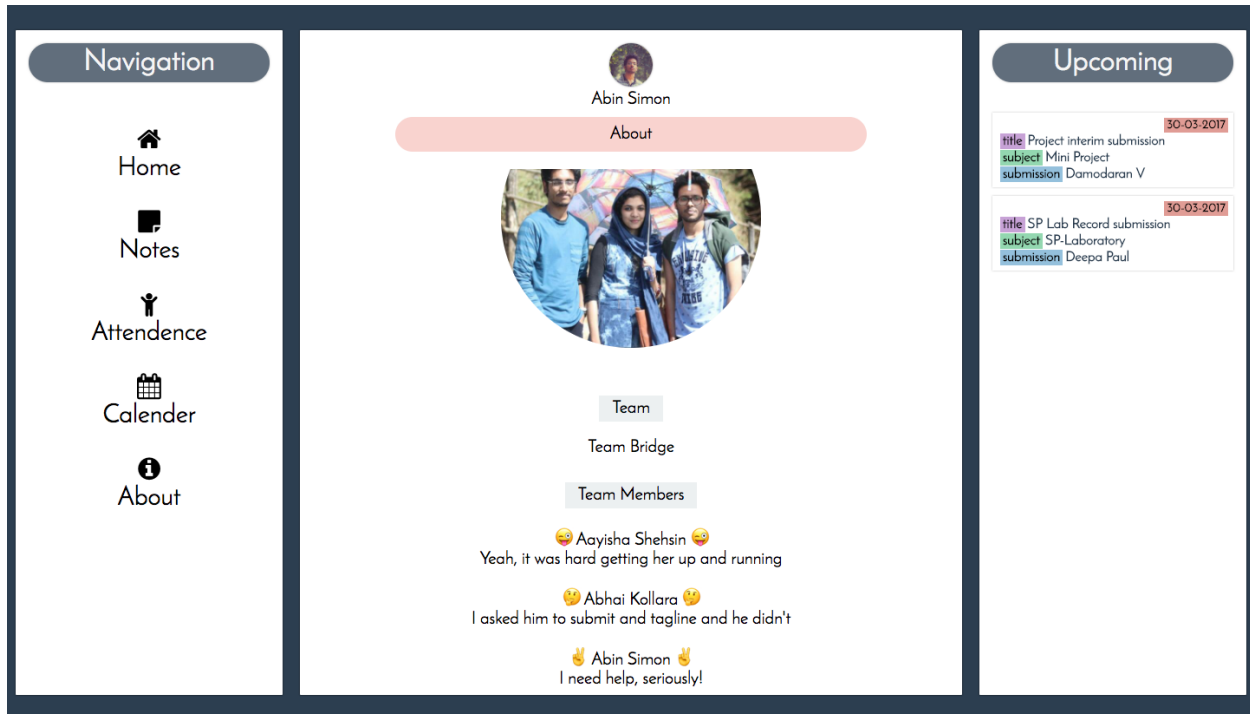 Navigation
Home
Notes
Attendence
Calender
About
Abin Simon
About
Team
Team Bridge
Team Members
😜 Aayisha Shehsin 😜
Yeah, it was hard getting her up and running
🤔 Abhai Kollara 🤔
I asked him to submit and tagline and he didn't
✌️ Abin Simon ✌️
I need help, seriously!
Upcoming
30-03-2017
title Project interim submission
subject Mini Project
submission Damodaran V
30-03-2017
title SP Lab Record submission
subject SP-Laboratory
submission Deepa Paul